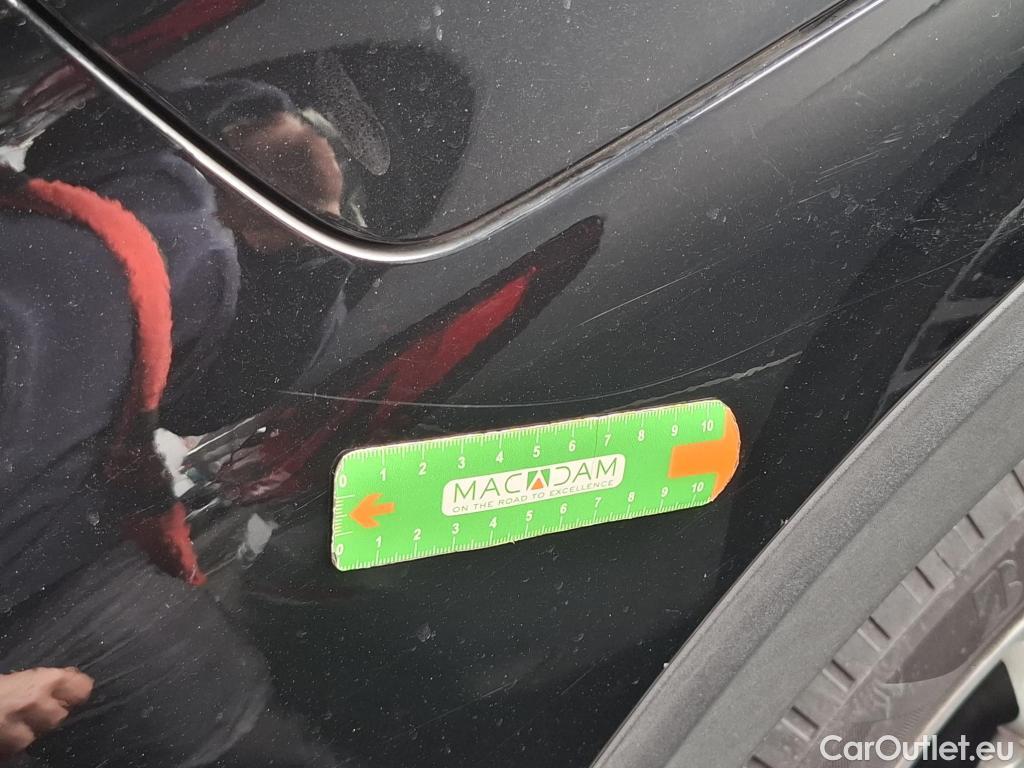 0 1 2 3 4 5 6 7 8 9 10
MACADAM
ON THE ROAD TO EXCELLENCE
0 1 2 3 4 5 6 7 8 9 10
CarOutlet.eu